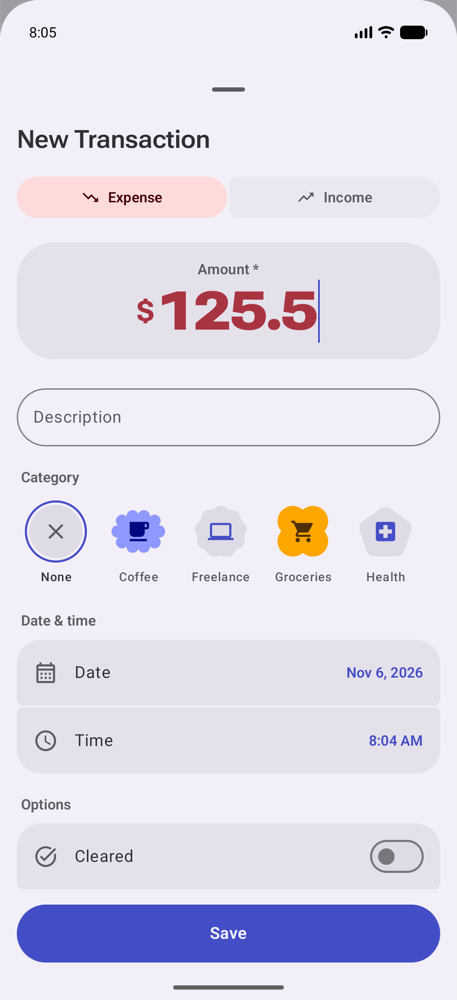 8:05
New Transaction
Expense
Income
Amount *
$125.5
Description
Category
None
Coffee
Freelance
Groceries
Health
Date & time
Date
Nov 6, 2026
Time
8:04 AM
Options
Cleared
Save